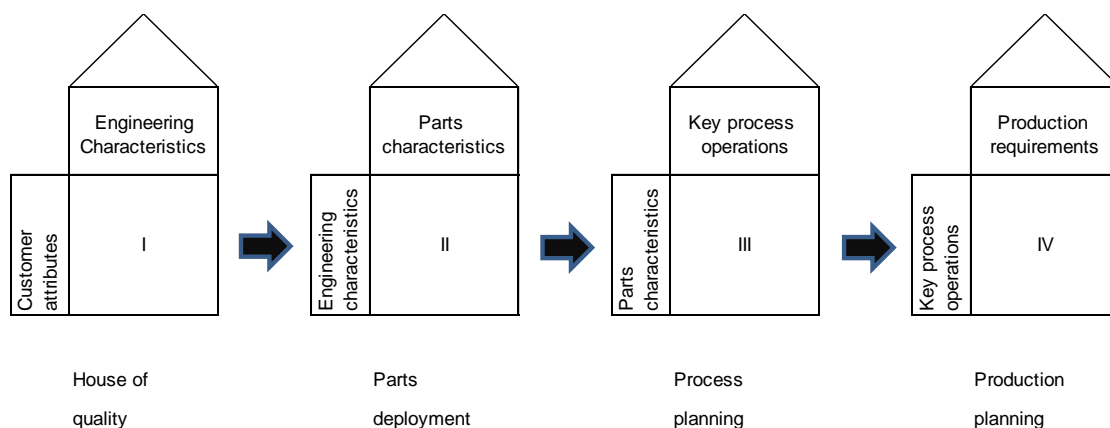 Engineering
Characteristics
Customer
attributes
I
House of
quality
Parts
characteristics
Engineering
characteristics
II
Parts
deployment
Key process
operations
Parts
characteristics
III
Process
planning
Production
requirements
Key process
operations
IV
Production
planning